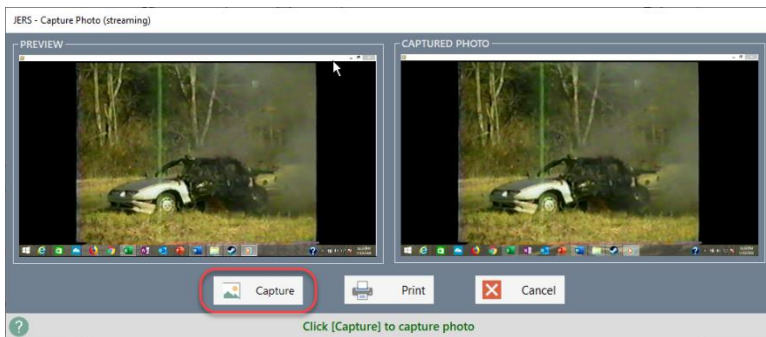 JERS - Capture Photo (streaming)
PREVIEW
CAPTURED PHOTO
Capture
Print
Cancel
Click [Capture] to capture photo
?